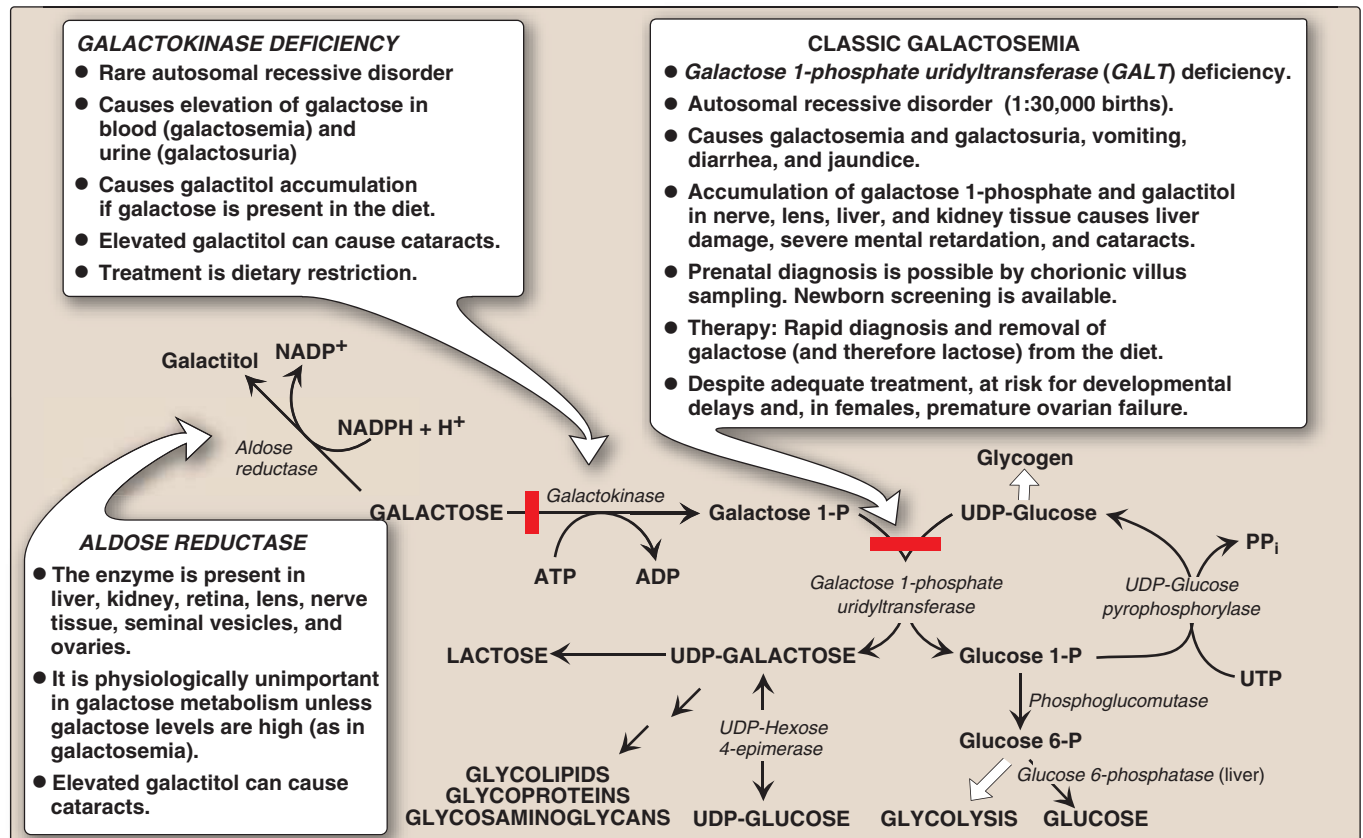 GALACTOKINASE DEFICIENCY
● Rare autosomal recessive disorder
● Causes elevation of galactose in
blood (galactosemia) and
urine (galactosuria)
● Causes galactitol accumulation
if galactose is present in the diet.
● Elevated galactitol can cause cataracts.
● Treatment is dietary restriction.
CLASSIC GALACTOSEMIA
● Galactose 1-phosphate uridyltransferase (GALT) deficiency.
● Autosomal recessive disorder (1:30,000 births).
● Causes galactosemia and galactosuria, vomiting,
diarrhea, and jaundice.
● Accumulation of galactose 1-phosphate and galactitol
in nerve, lens, liver, and kidney tissue causes liver
damage, severe mental retardation, and cataracts.
● Prenatal diagnosis is possible by chorionic villus
sampling. Newborn screening is available.
● Therapy: Rapid diagnosis and removal of
galactose (and therefore lactose) from the diet.
● Despite adequate treatment, at risk for developmental
delays and, in females, premature ovarian failure.
Galactitol
NADP+
NADPH + H+
Aldose
reductase
GALACTOSE
Galactokinase
ATP
ADP
Galactose 1-P
Glycogen
UDP-Glucose
PPi
Galactose 1-phosphate
uridyltransferase
UDP-Glucose
pyrophosphorylase
UTP
LACTOSE
UDP-GALACTOSE
Glucose 1-P
Phosphoglucomutase
UDP-Hexose
4-epimerase
Glucose 6-P
Glucose 6-phosphatase (liver)
GLYCOLIPIDS
GLYCOPROTEINS
GLYCOSAMINOGLYCANS
UDP-GLUCOSE
GLYCOLYSIS
GLUCOSE
ALDOSE REDUCTASE
● The enzyme is present in
liver, kidney, retina, lens, nerve
tissue, seminal vesicles, and
ovaries.
● It is physiologically unimportant
in galactose metabolism unless
galactose levels are high (as in
galactosemia).
● Elevated galactitol can cause
cataracts.